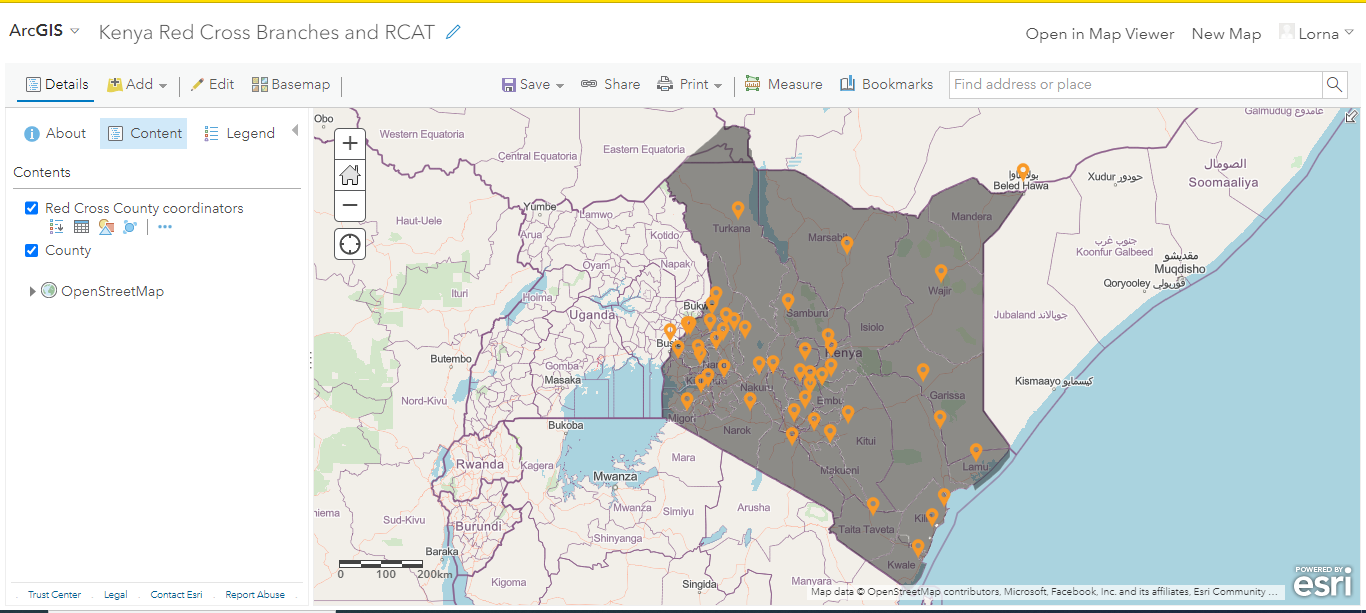 ArcGIS Kenya Red Cross Branches and RCAT
Open in Map Viewer New Map Lorna
Details Add Edit Basemap Save Share Print Measure Bookmarks Find address or place
About Content Legend
Contents
Red Cross County coordinators
County
OpenStreetMap
Trust Center Legal Contact Esri Report Abuse
Obo
Western Equatoria
Central Equatoria
Eastern Equatoria
Galmudug عامدوع
الصومال
Soomaaliya
Beled Hawa
Xudur حودور
Mandera
Yumbe
Lamwo
Haut-Uele
Arua
Kotido
Turkana
Marsabit
جنوب غرب
Koonfur Galbeed
مقديشو
Muqdisho
Oyam
Napak
Wajir
Qoryooley قوريولي
Ituri
Hoima
Uganda
Samburu
Isiolo
Jubaland جوبالاند
Kenya
Butembo
Gomba
Masaka
Nakuru
Kismaayo كيسمايو
Nord-Kivu
Embu
Garissa
Bukoba
Migori
Narok
Kitui
Rwanda
Kagera
Mara
Makueni
Lamu
Mwanza
Mwanza
Simiyu
Arusha
Sud-Kivu
Burundi
Shinyanga
Taita Taveta
Baraka
Kwale
Kigoma
Singida
Manyara
0 100 200km
Map data © OpenStreetMap contributors, Microsoft, Facebook, Inc. and its affiliates, Esri Community ...
POWERED BY
esri